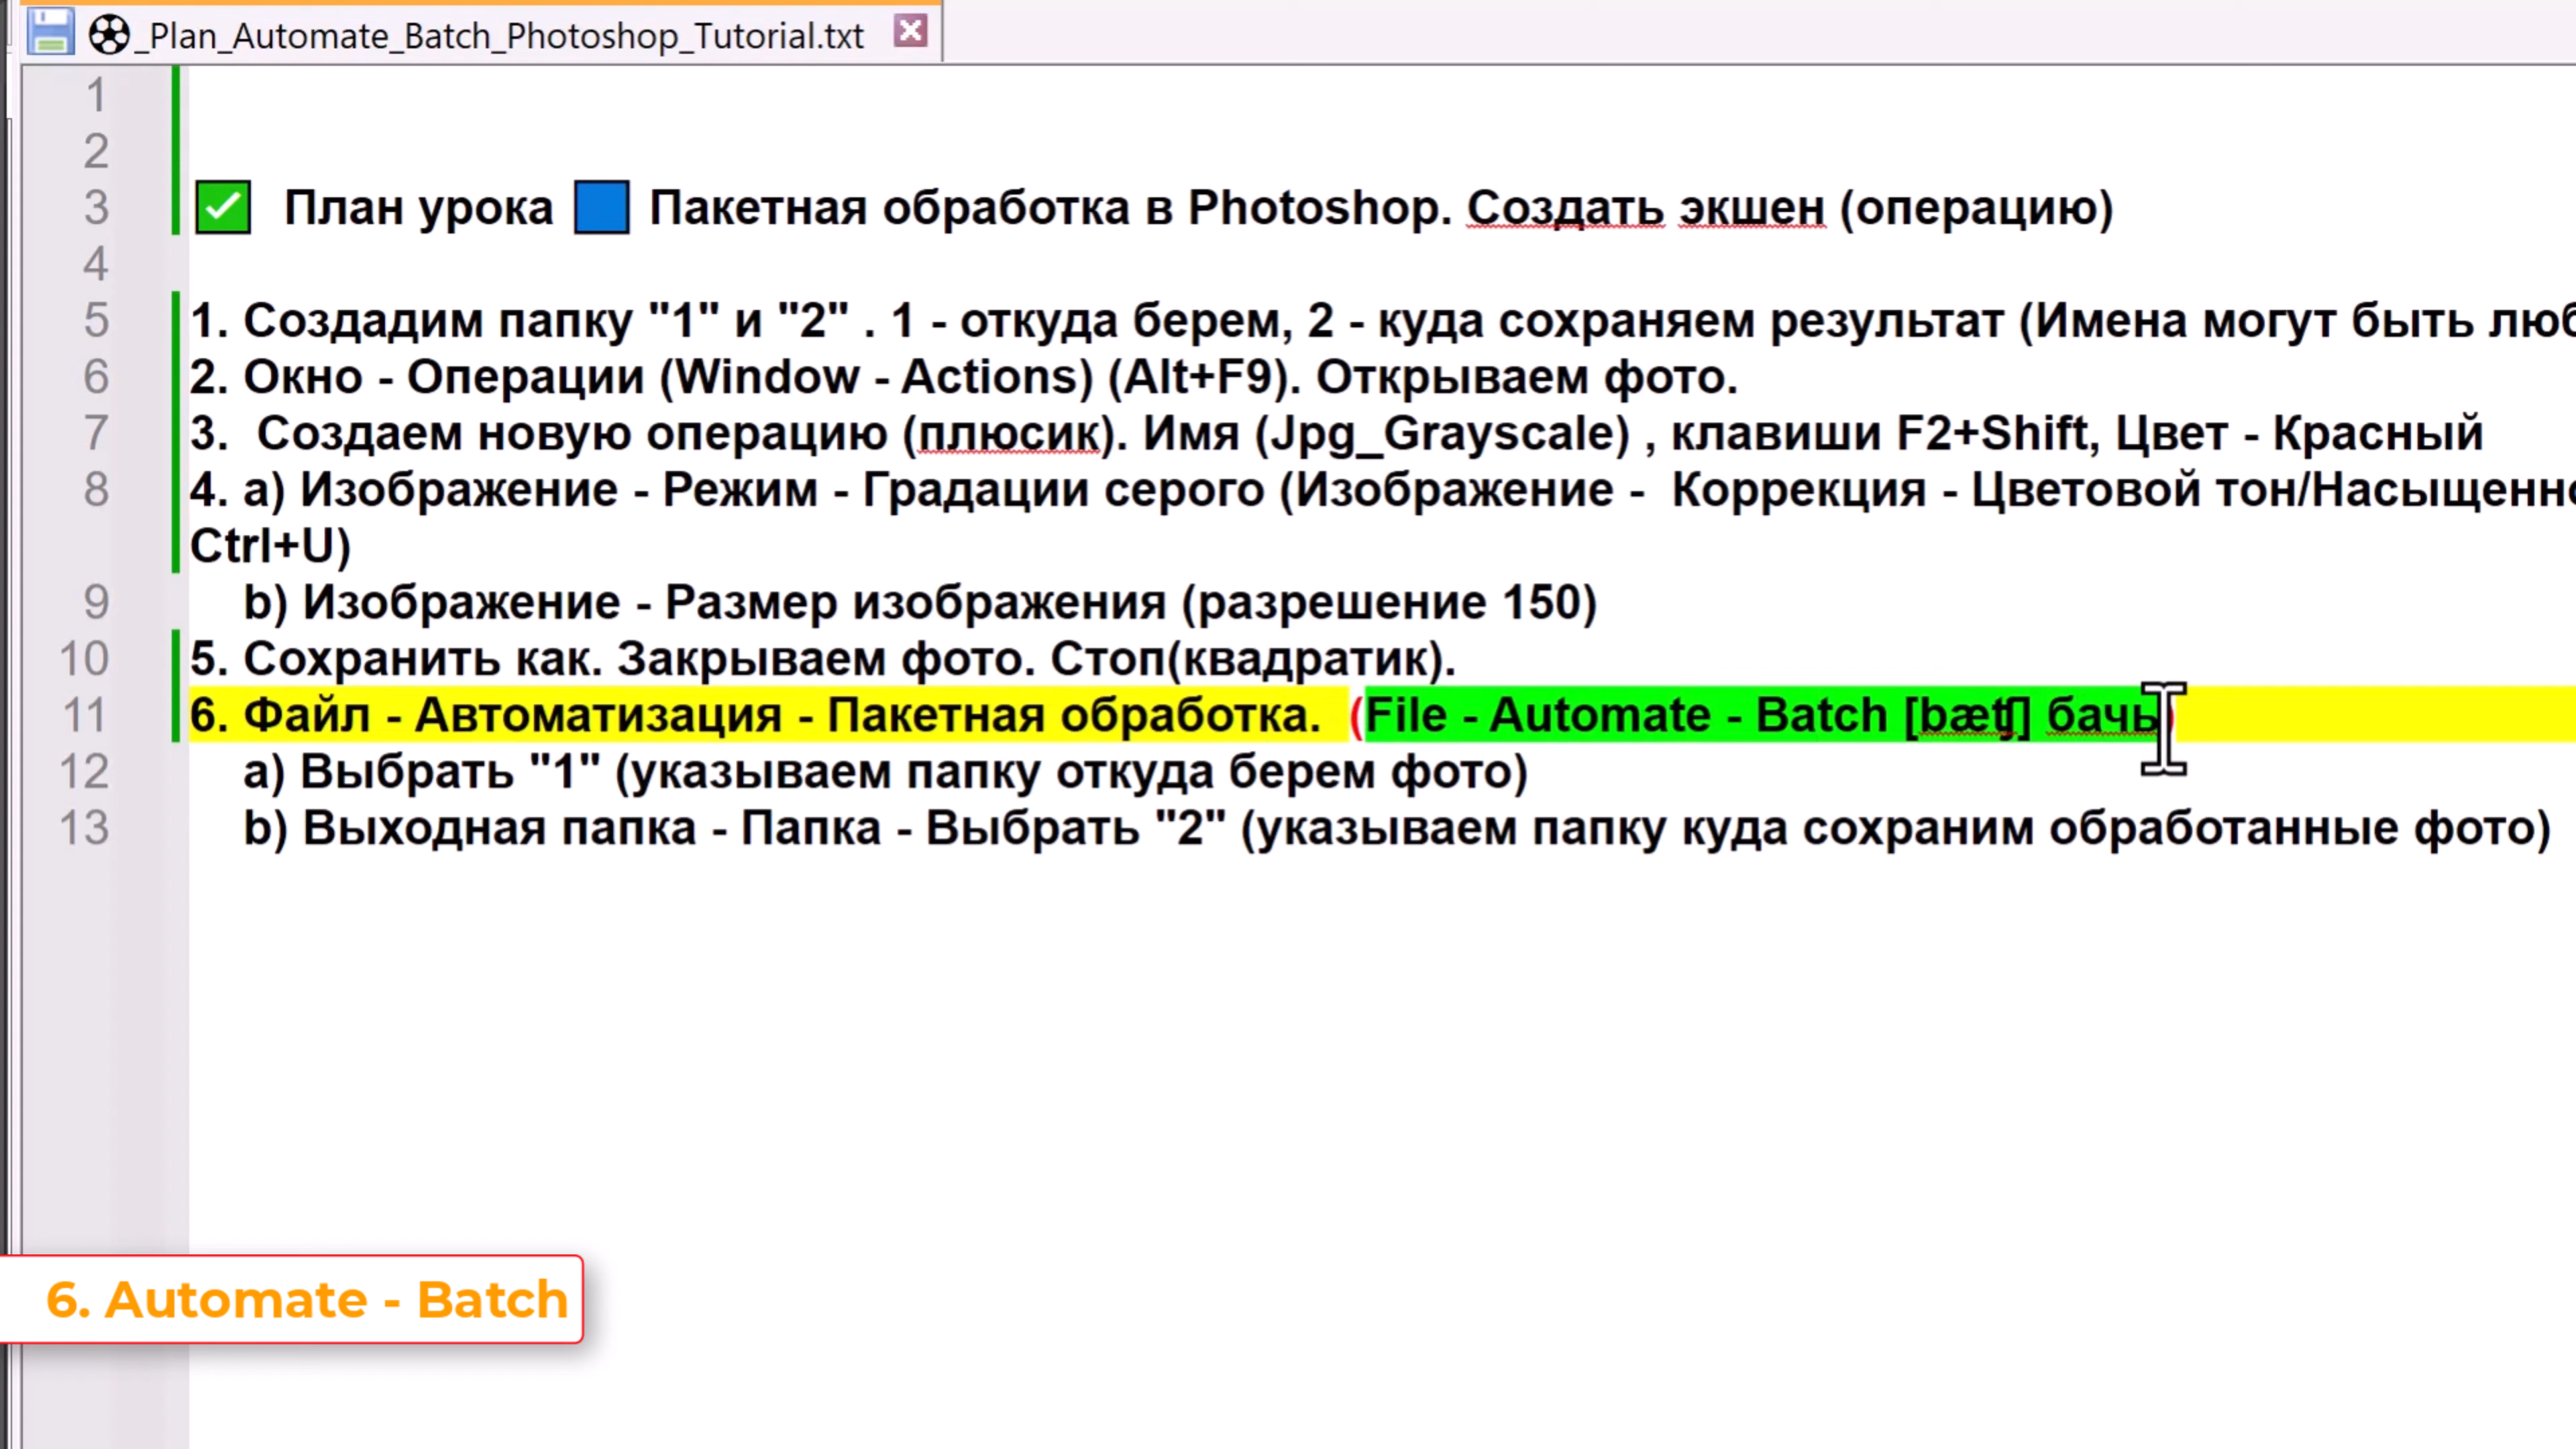 _Plan_Automate_Batch_Photoshop_Tutorial.txt
1
2
3 План урока Пакетная обработка в Photoshop. Создать экшен (операцию)
4
5 1. Создадим папку "1" и "2" . 1 - откуда берем, 2 - куда сохраняем результат (Имена могут быть
6 2. Окно - Операции (Window - Actions) (Alt+F9). Открываем фото.
7 3. Создаем новую операцию (плюсик). Имя (Jpg_Grayscale) , клавиши F2+Shift, Цвет - Красный
8 4. a) Изображение - Режим - Градации серого (Изображение - Коррекция - Цветовой тон/
Ctrl+U)
9 b) Изображение - Размер изображения (разрешение 150)
10 5. Сохранить как. Закрываем фото. Стоп(квадратик).
11 6. Файл - Автоматизация - Пакетная обработка. (File - Automate - Batch [bætʃ] бачь)
12 a) Выбрать "1" (указываем папку откуда берем фото)
13 b) Выходная папка - Папка - Выбрать "2" (указываем папку куда сохраним обработанные фото)
6. Automate - Batch